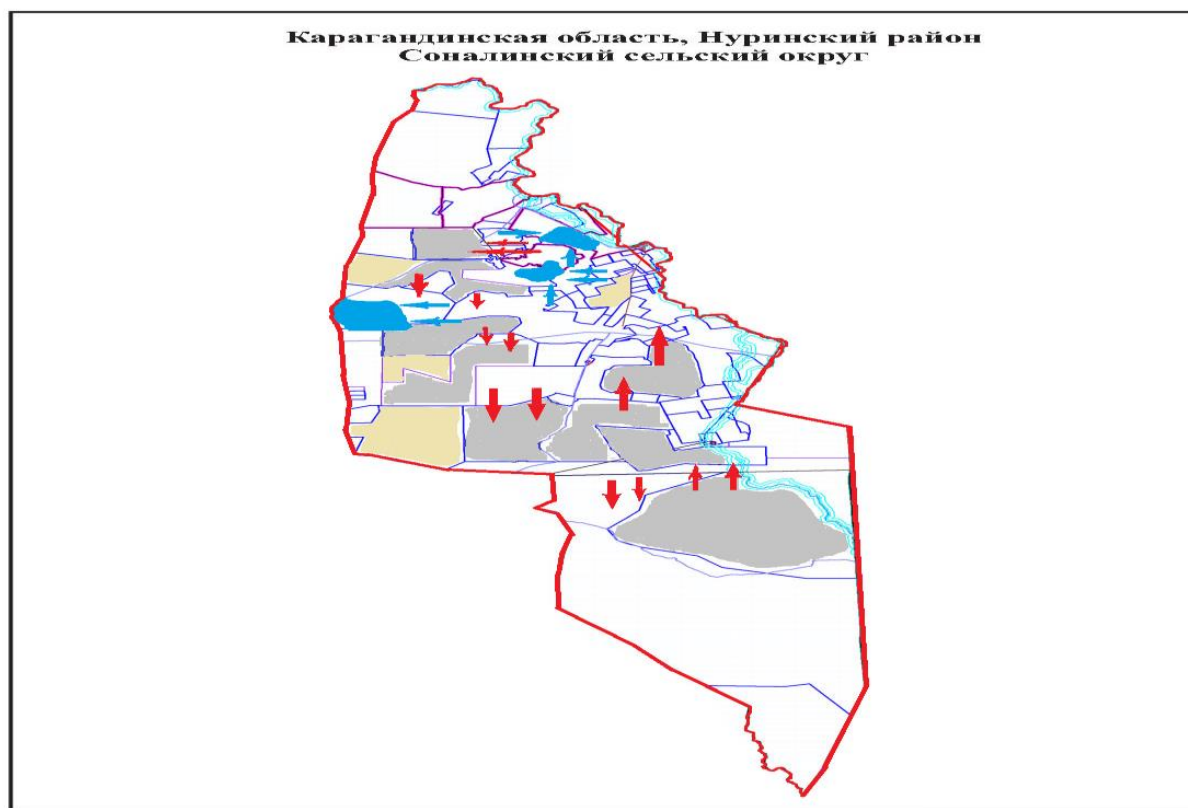 Карагандинская область, Нуринский район
Соналинский сельский округ